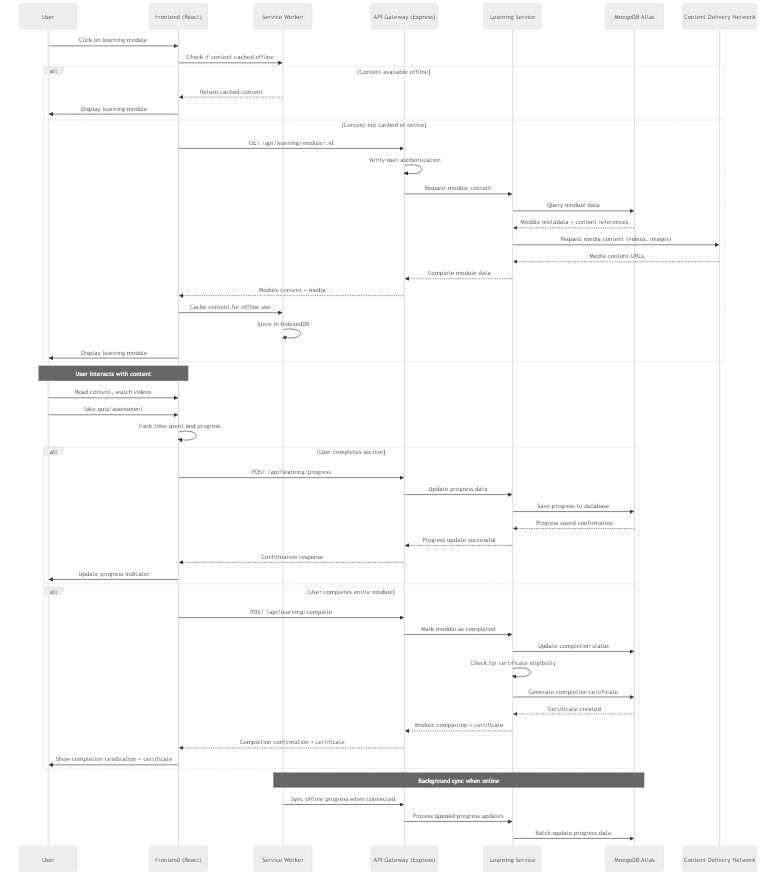 User Frontend (React) Service Worker API Gateway (Express) Learning Service MongoDB Atlas Content Delivery Network
Click on learning module
Check if content cached offline
alt [Content available offline]
Return cached content
Display learning module
[Content not cached or online]
GET /api/learning/module/:id
Verify user authentication
Request module content
Query module data
Module metadata + content references
Request media content (videos, images)
Media content URLs
Complete module data
Module content + media
Cache content for offline use
Store in IndexedDB
Display learning module
User interacts with content
Read content, watch videos
Take quiz/assessment
Track time spent and progress
alt [User completes section]
POST /api/learning/progress
Update progress data
Save progress to database
Progress saved confirmation
Progress update successful
Confirmation response
Update progress indicator
alt [User completes entire module]
POST /api/learning/complete
Mark module as completed
Update completion status
Check for certificate eligibility
Generate completion certificate
Certificate created
Module completion + certificate
Completion confirmation + certificate
Show completion celebration + certificate
Background sync when online
Sync offline progress when connected
Process queued progress updates
Batch update progress data
User Frontend (React) Service Worker API Gateway (Express) Learning Service MongoDB Atlas Content Delivery Network